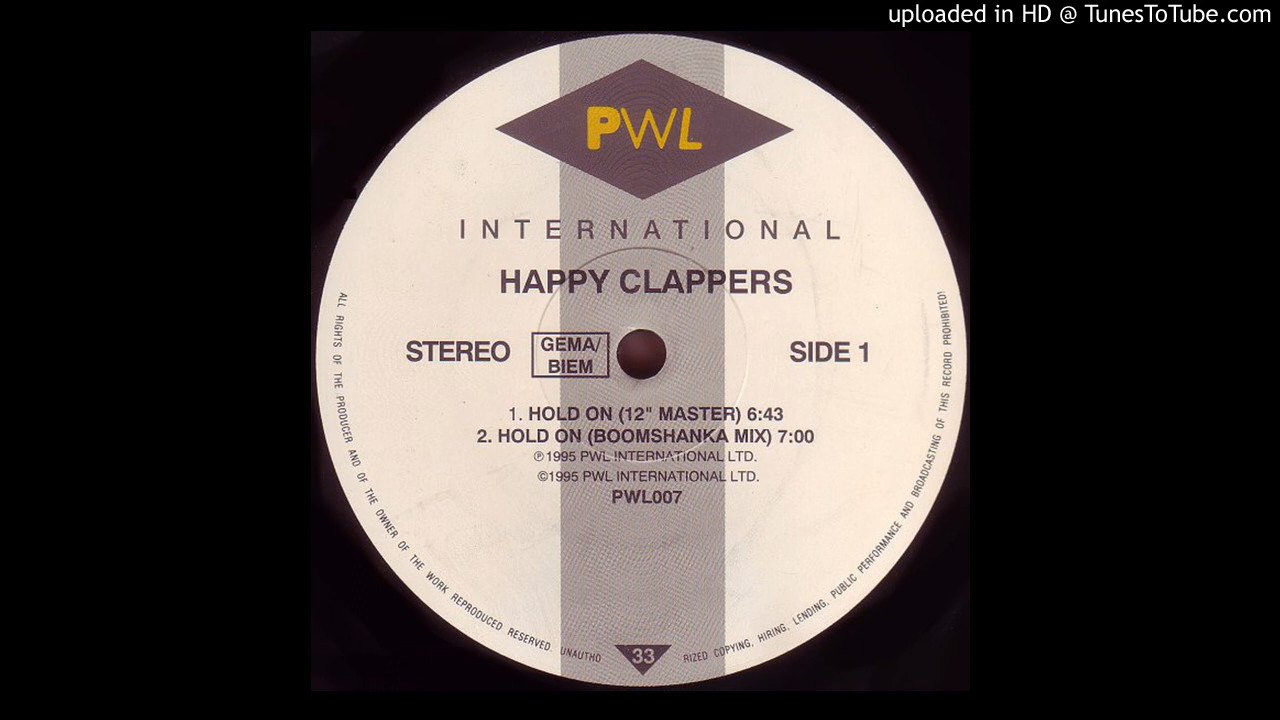 uploaded in HD @ TunesToTube.com
PWL
INTERNATIONAL
HAPPY CLAPPERS
STEREO
GEMA/
BIEM
SIDE 1
1. HOLD ON (12" MASTER) 6:43
2. HOLD ON (BOOMSHANKA MIX) 7:00
℗1995 PWL INTERNATIONAL LTD.
©1995 PWL INTERNATIONAL LTD.
PWL007
33
ALL RIGHTS OF THE PRODUCER AND OF THE OWNER OF THE WORK REPRODUCED RESERVED. UNAUTHORIZED COPYING, HIRING, LENDING, PUBLIC PERFORMANCE AND BROADCASTING OF THIS RECORD PROHIBITED!